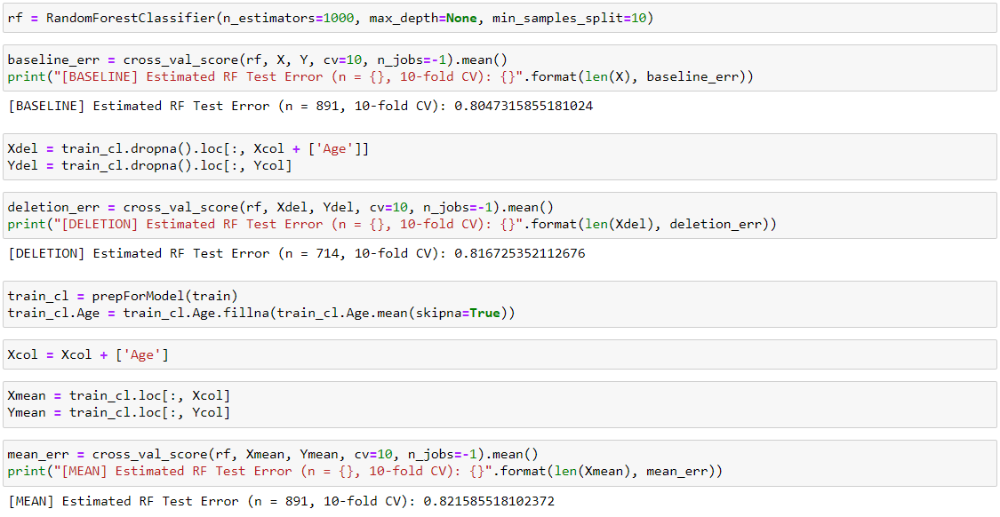 rf = RandomForestClassifier(n_estimators=1000, max_depth=None, min_samples_split=10)
baseline_err = cross_val_score(rf, X, Y, cv=10, n_jobs=-1).mean()
print("[BASELINE] Estimated RF Test Error (n = {}, 10-fold CV): {}".format(len(X), baseline_err))
[BASELINE] Estimated RF Test Error (n = 891, 10-fold CV): 0.8047315855181024
Xdel = train_cl.dropna().loc[:, Xcol + ['Age']]
Ydel = train_cl.dropna().loc[:, Ycol]
deletion_err = cross_val_score(rf, Xdel, Ydel, cv=10, n_jobs=-1).mean()
print("[DELETION] Estimated RF Test Error (n = {}, 10-fold CV): {}".format(len(Xdel), deletion_err))
[DELETION] Estimated RF Test Error (n = 714, 10-fold CV): 0.816725352112676
train_cl = prepForModel(train)
train_cl.Age = train_cl.Age.fillna(train_cl.Age.mean(skipna=True))
Xcol = Xcol + ['Age']
Xmean = train_cl.loc[:, Xcol]
Ymean = train_cl.loc[:, Ycol]
mean_err = cross_val_score(rf, Xmean, Ymean, cv=10, n_jobs=-1).mean()
print("[MEAN] Estimated RF Test Error (n = {}, 10-fold CV): {}".format(len(Xmean), mean_err))
[MEAN] Estimated RF Test Error (n = 891, 10-fold CV): 0.821585518102372